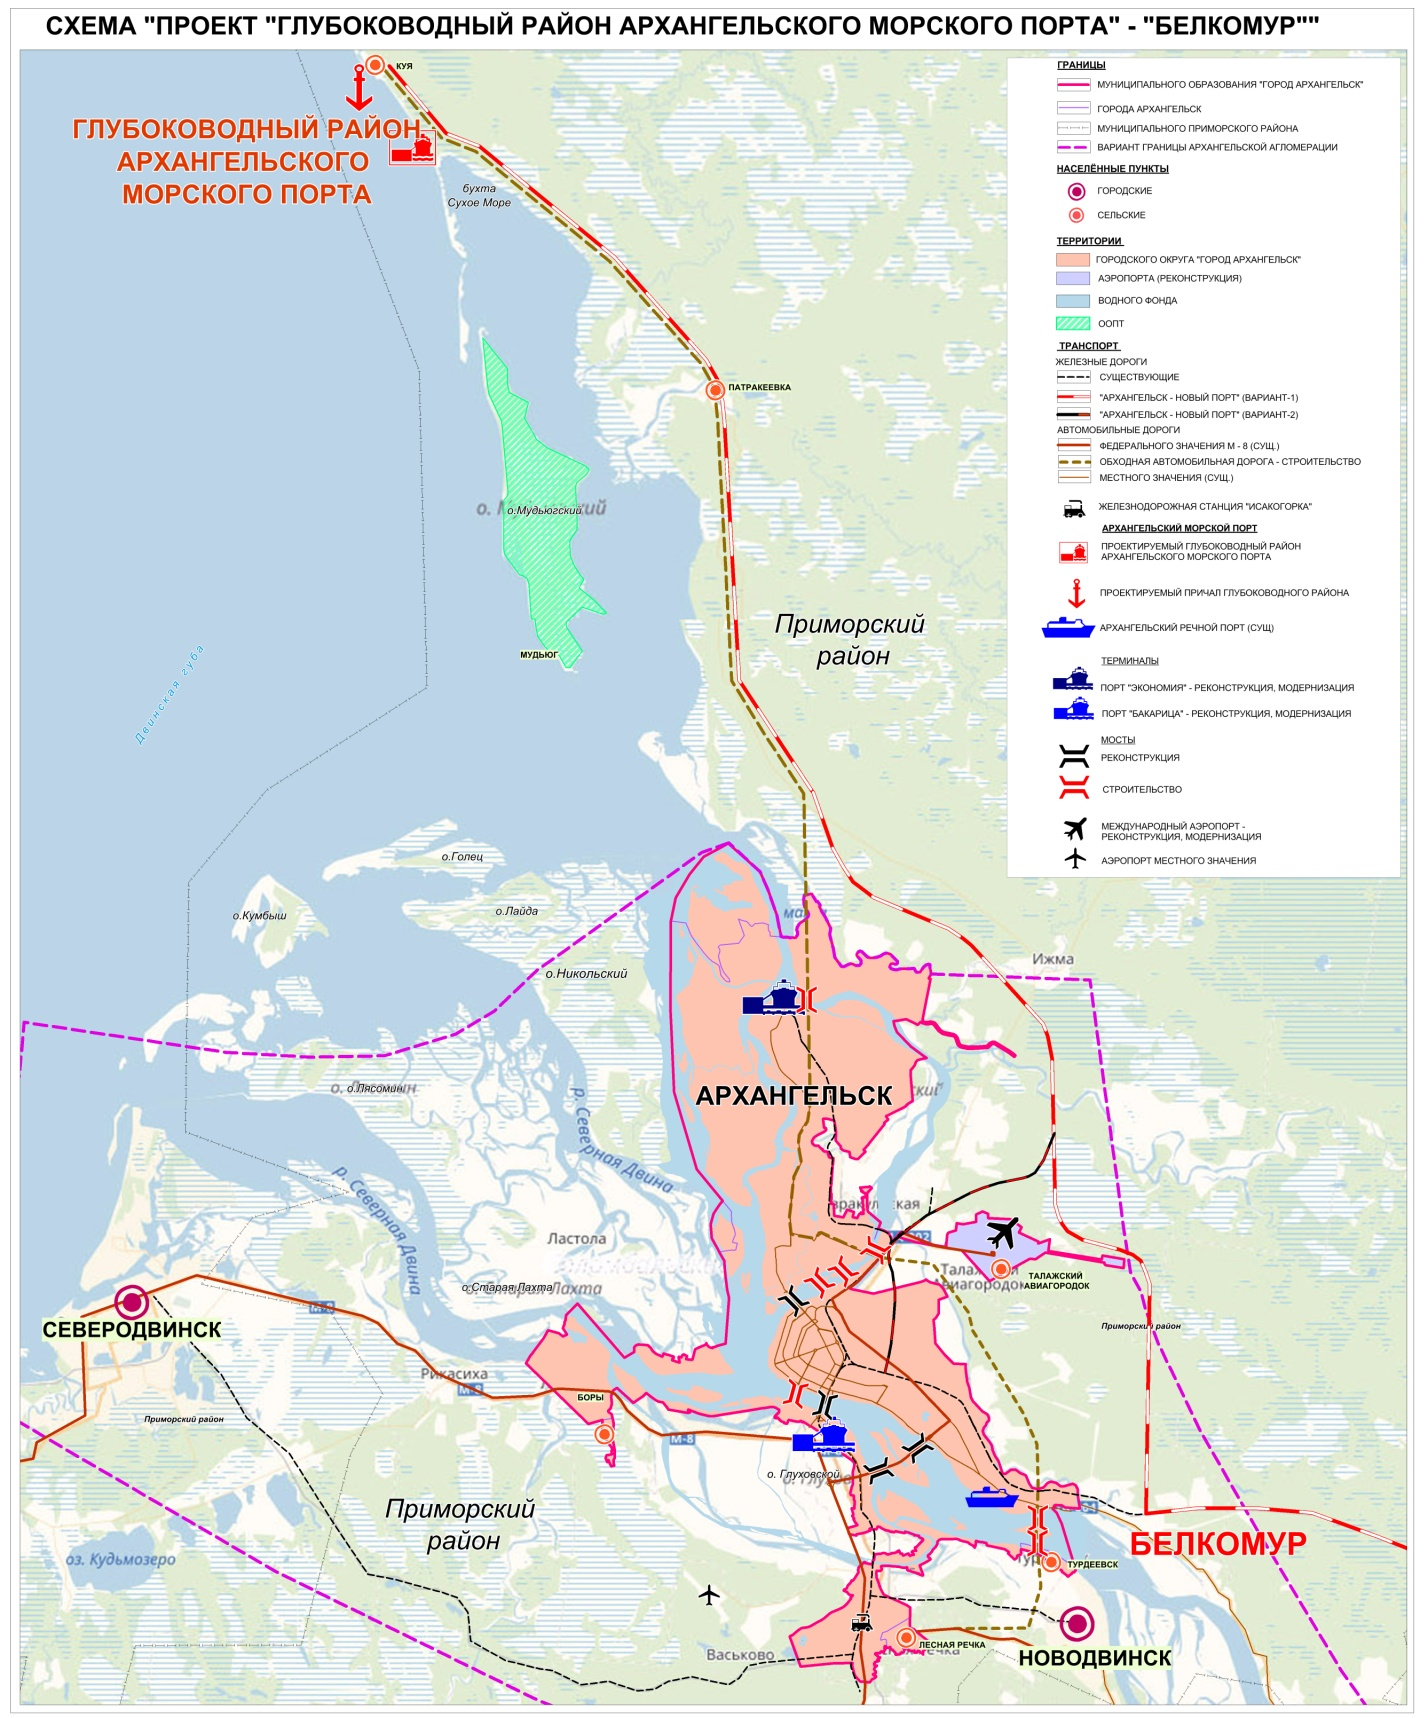 СХЕМА "ПРОЕКТ "ГЛУБОКОВОДНЫЙ РАЙОН АРХАНГЕЛЬСКОГО МОРСКОГО ПОРТА" - "БЕЛКОМУР""
КУЯ
ГЛУБОКОВОДНЫЙ РАЙОН
АРХАНГЕЛЬСКОГО
МОРСКОГО ПОРТА
бухта
Сухое Море
ПАТРАКЕЕВКА
о.Мудьюгский
МУДЬЮГ
Приморский
район
Двинская губа
ГРАНИЦЫ
МУНИЦИПАЛЬНОГО ОБРАЗОВАНИЯ "ГОРОД АРХАНГЕЛЬСК"
ГОРОДА АРХАНГЕЛЬСК
МУНИЦИПАЛЬНОГО ПРИМОРСКОГО РАЙОНА
ВАРИАНТ ГРАНИЦЫ АРХАНГЕЛЬСКОЙ АГЛОМЕРАЦИИ
НАСЕЛЁННЫЕ ПУНКТЫ
ГОРОДСКИЕ
СЕЛЬСКИЕ
ТЕРРИТОРИИ
ГОРОДСКОГО ОКРУГА "ГОРОД АРХАНГЕЛЬСК"
АЭРОПОРТА (РЕКОНСТРУКЦИЯ)
ВОДНОГО ФОНДА
ООПТ
ТРАНСПОРТ
ЖЕЛЕЗНЫЕ ДОРОГИ
СУЩЕСТВУЮЩИЕ
"АРХАНГЕЛЬСК - НОВЫЙ ПОРТ" (ВАРИАНТ-1)
"АРХАНГЕЛЬСК - НОВЫЙ ПОРТ" (ВАРИАНТ-2)
АВТОМОБИЛЬНЫЕ ДОРОГИ
ФЕДЕРАЛЬНОГО ЗНАЧЕНИЯ М - 8 (СУЩ.)
ОБХОДНАЯ АВТОМОБИЛЬНАЯ ДОРОГА - СТРОИТЕЛЬСТВО
МЕСТНОГО ЗНАЧЕНИЯ (СУЩ.)
ЖЕЛЕЗНОДОРОЖНАЯ СТАНЦИЯ "ИСАКОГОРКА"
АРХАНГЕЛЬСКИЙ МОРСКОЙ ПОРТ
ПРОЕКТИРУЕМЫЙ ГЛУБОКОВОДНЫЙ РАЙОН
АРХАНГЕЛЬСКОГО МОРСКОГО ПОРТА
ПРОЕКТИРУЕМЫЙ ПРИЧАЛ ГЛУБОКОВОДНОГО РАЙОНА
АРХАНГЕЛЬСКИЙ РЕЧНОЙ ПОРТ (СУЩ)
ТЕРМИНАЛЫ
ПОРТ "ЭКОНОМИЯ" - РЕКОНСТРУКЦИЯ, МОДЕРНИЗАЦИЯ
ПОРТ "БАКАРИЦА" - РЕКОНСТРУКЦИЯ, МОДЕРНИЗАЦИЯ
МОСТЫ
РЕКОНСТРУКЦИЯ
СТРОИТЕЛЬСТВО
МЕЖДУНАРОДНЫЙ АЭРОПОРТ -
РЕКОНСТРУКЦИЯ, МОДЕРНИЗАЦИЯ
АЭРОПОРТ МЕСТНОГО ЗНАЧЕНИЯ
о.Голец
о.Кумбыш
о.Лайда
о.Никольский
Ижма
о.Лясомин
АРХАНГЕЛЬСК
р. Северная Двина
р. Северная Двина
Ластола
о.Старая Лахта
о. Старая Лахта
ТАЛАЖСКИЙ
АВИАГОРОДОК
Авиагородок
СЕВЕРОДВИНСК
М-8
Приморский район
Рикасиха
М-8
БОРЫ
Приморский район
М-8
о. Глуховской
Приморский
район
БЕЛКОМУР
оз. Кудьмозеро
ТУРДЕЕВСК
Васьково
ЛЕСНАЯ РЕЧКА
НОВОДВИНСК